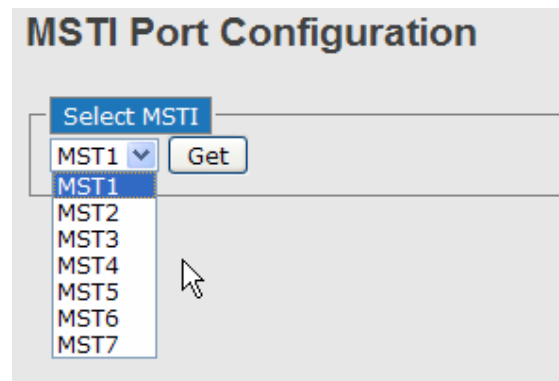 MSTI Port Configuration
Select MSTI
MST1 Get
MST1
MST2
MST3
MST4
MST5
MST6
MST7